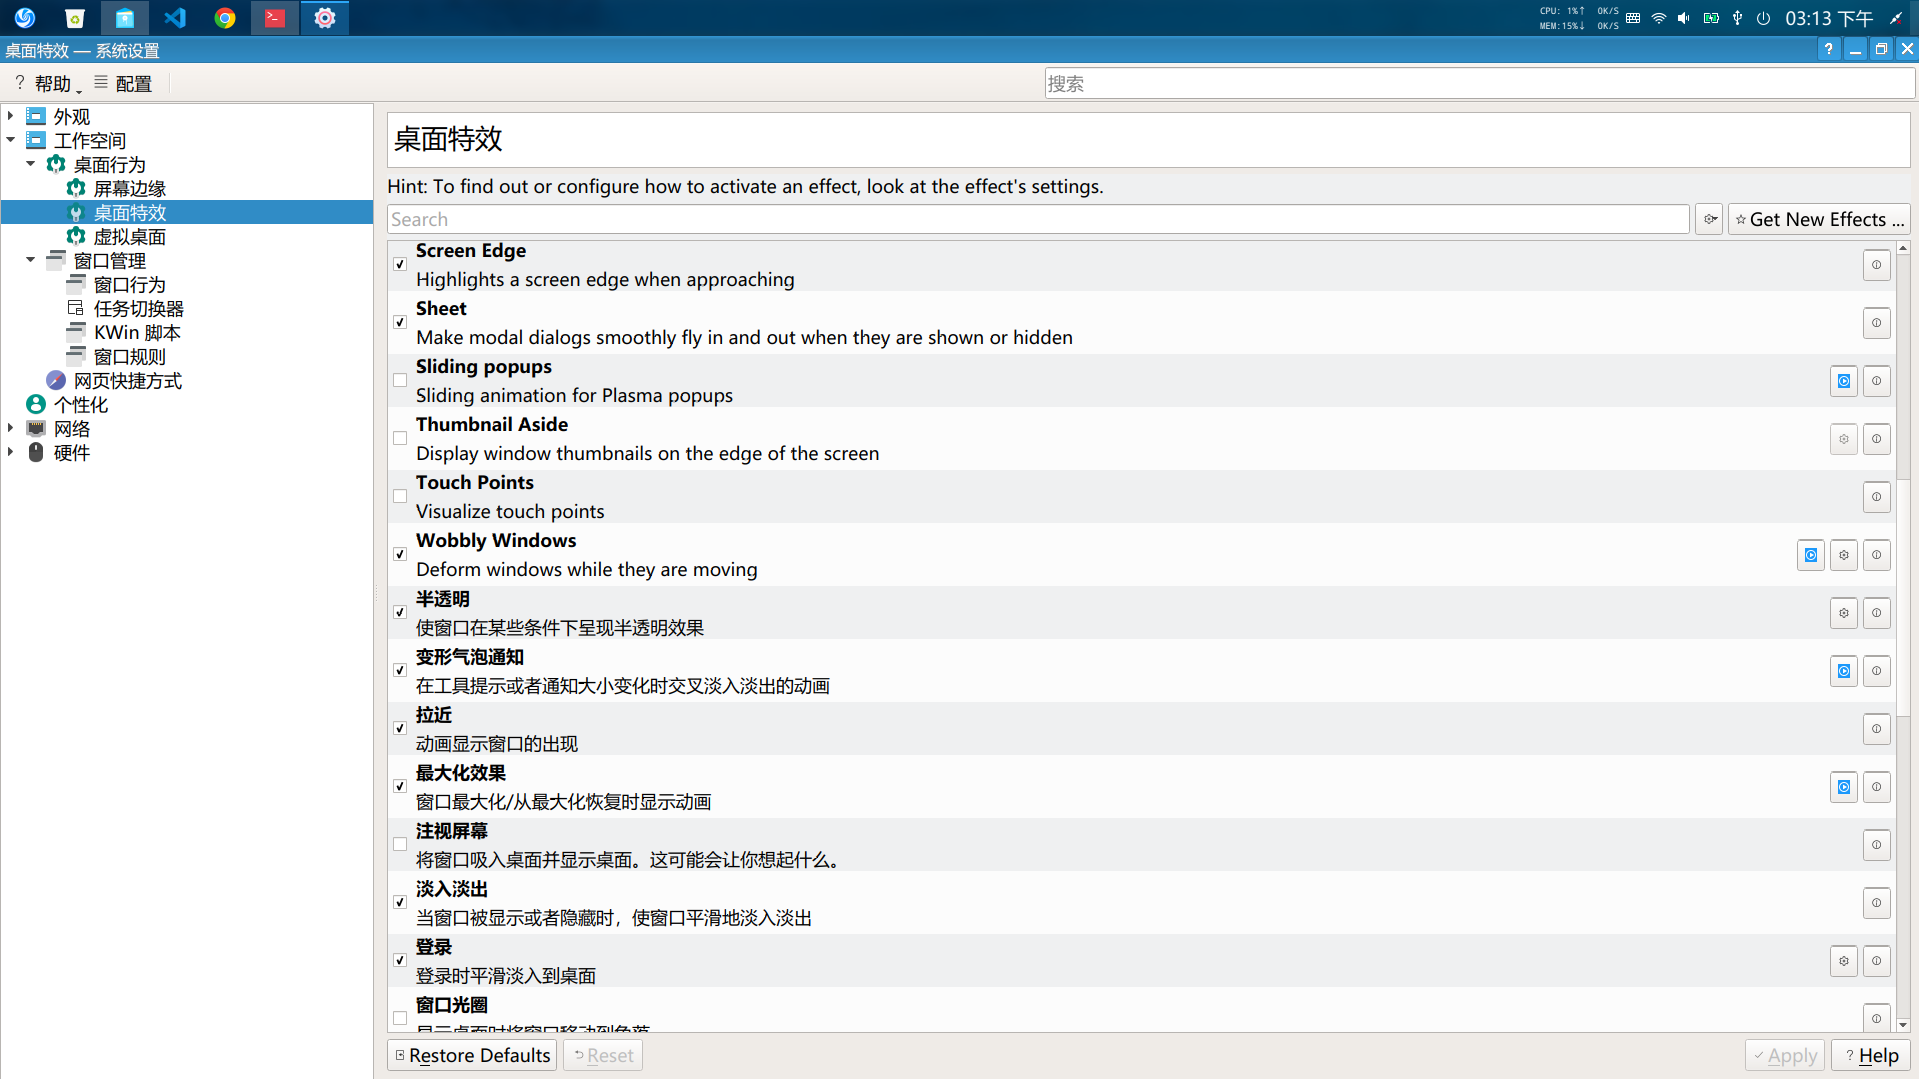 CPU: 1%↑ 0K/S
MEM:15%↓ 0K/S
03:13 下午
桌面特效 — 系统设置
? 帮助
配置
搜索
外观
工作空间
桌面行为
屏幕边缘
桌面特效
虚拟桌面
窗口管理
窗口行为
任务切换器
KWin 脚本
窗口规则
网页快捷方式
个性化
网络
硬件
桌面特效
Hint: To find out or configure how to activate an effect, look at the effect's settings.
Search
Get New Effects ...
Screen Edge
Highlights a screen edge when approaching
Sheet
Make modal dialogs smoothly fly in and out when they are shown or hidden
Sliding popups
Sliding animation for Plasma popups
Thumbnail Aside
Display window thumbnails on the edge of the screen
Touch Points
Visualize touch points
Wobbly Windows
Deform windows while they are moving
半透明
使窗口在某些条件下呈现半透明效果
变形气泡通知
在工具提示或者通知大小变化时交叉淡入淡出的动画
拉近
动画显示窗口的出现
最大化效果
窗口最大化/从最大化恢复时显示动画
注视屏幕
将窗口吸入桌面并显示桌面。这可能会让你想起什么。
淡入淡出
当窗口被显示或者隐藏时，使窗口平滑地淡入淡出
登录
登录时平滑淡入到桌面
窗口光圈
显示桌面时将窗口移动到角落
Restore Defaults
Reset
Apply
? Help